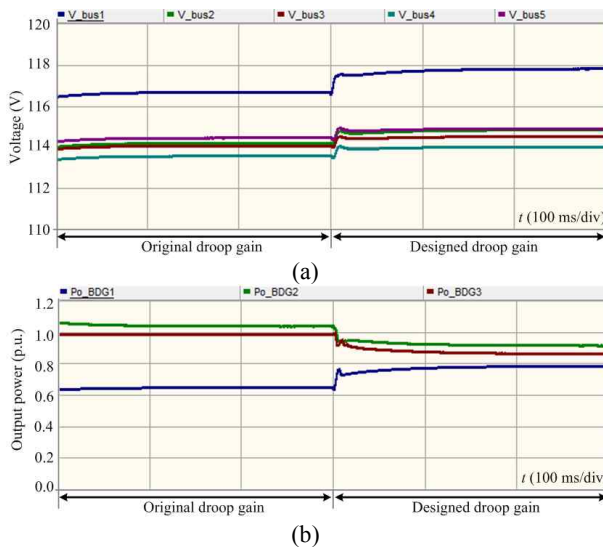 V_bus1 V_bus2 V_bus3 V_bus4 V_bus5
120
118
116
114
112
110
Voltage (V)
t (100 ms/div)
Original droop gain Designed droop gain
(a)
Po_BDG1 Po_BDG2 Po_BDG3
1.2
1.0
0.8
0.6
0.4
0.2
0.0
Output power (p.u.)
t (100 ms/div)
Original droop gain Designed droop gain
(b)